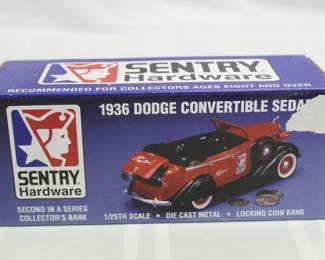 SENTRY
Hardware
RECOMMENDED FOR COLLECTORS AGES EIGHT AND OVER
1936 DODGE CONVERTIBLE SEDA
SENTRY
Hardware
SECOND IN A SERIES
COLLECTOR'S BANK
1/25TH SCALE • DIE CAST METAL • LOCKING COIN BANK